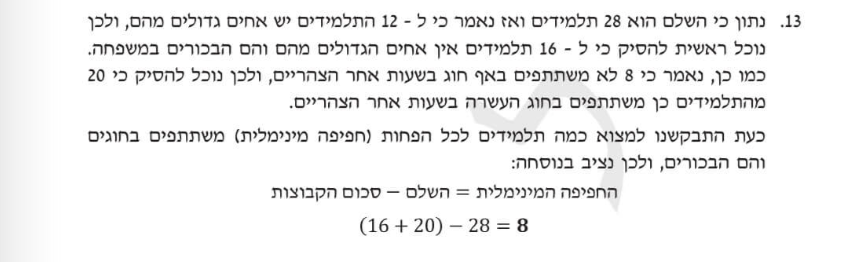 13. נתון כי השלם הוא 28 תלמידים ואז נאמר כי ל - 12 התלמידים יש אחים גדולים מהם, ולכן
נוכל ראשית להסיק כי ל - 16 תלמידים אין אחים הגדולים מהם והם הבכורים במשפחה.
כמו כן, נאמר כי 8 לא משתתפים באף חוג בשעות אחר הצהריים, ולכן נוכל להסיק כי 20
מהתלמידים כן משתתפים בחוג העשרה בשעות אחר הצהריים.
כעת התבקשנו למצוא כמה תלמידים לכל הפחות (חפיפה מינימלית) משתתפים בחוגים
והם הבכורים, ולכן נציב בנוסחה:
החפיפה המינימלית = השלם – סכום הקבוצות
(16 + 20) – 28 = 8